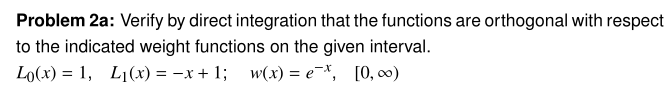 Problem 2a: Verify by direct integration that the functions are orthogonal with respect
to the indicated weight functions on the given interval.
L₀(x) = 1, L₁(x) = −x + 1; w(x) = e⁻ˣ, [0, ∞)